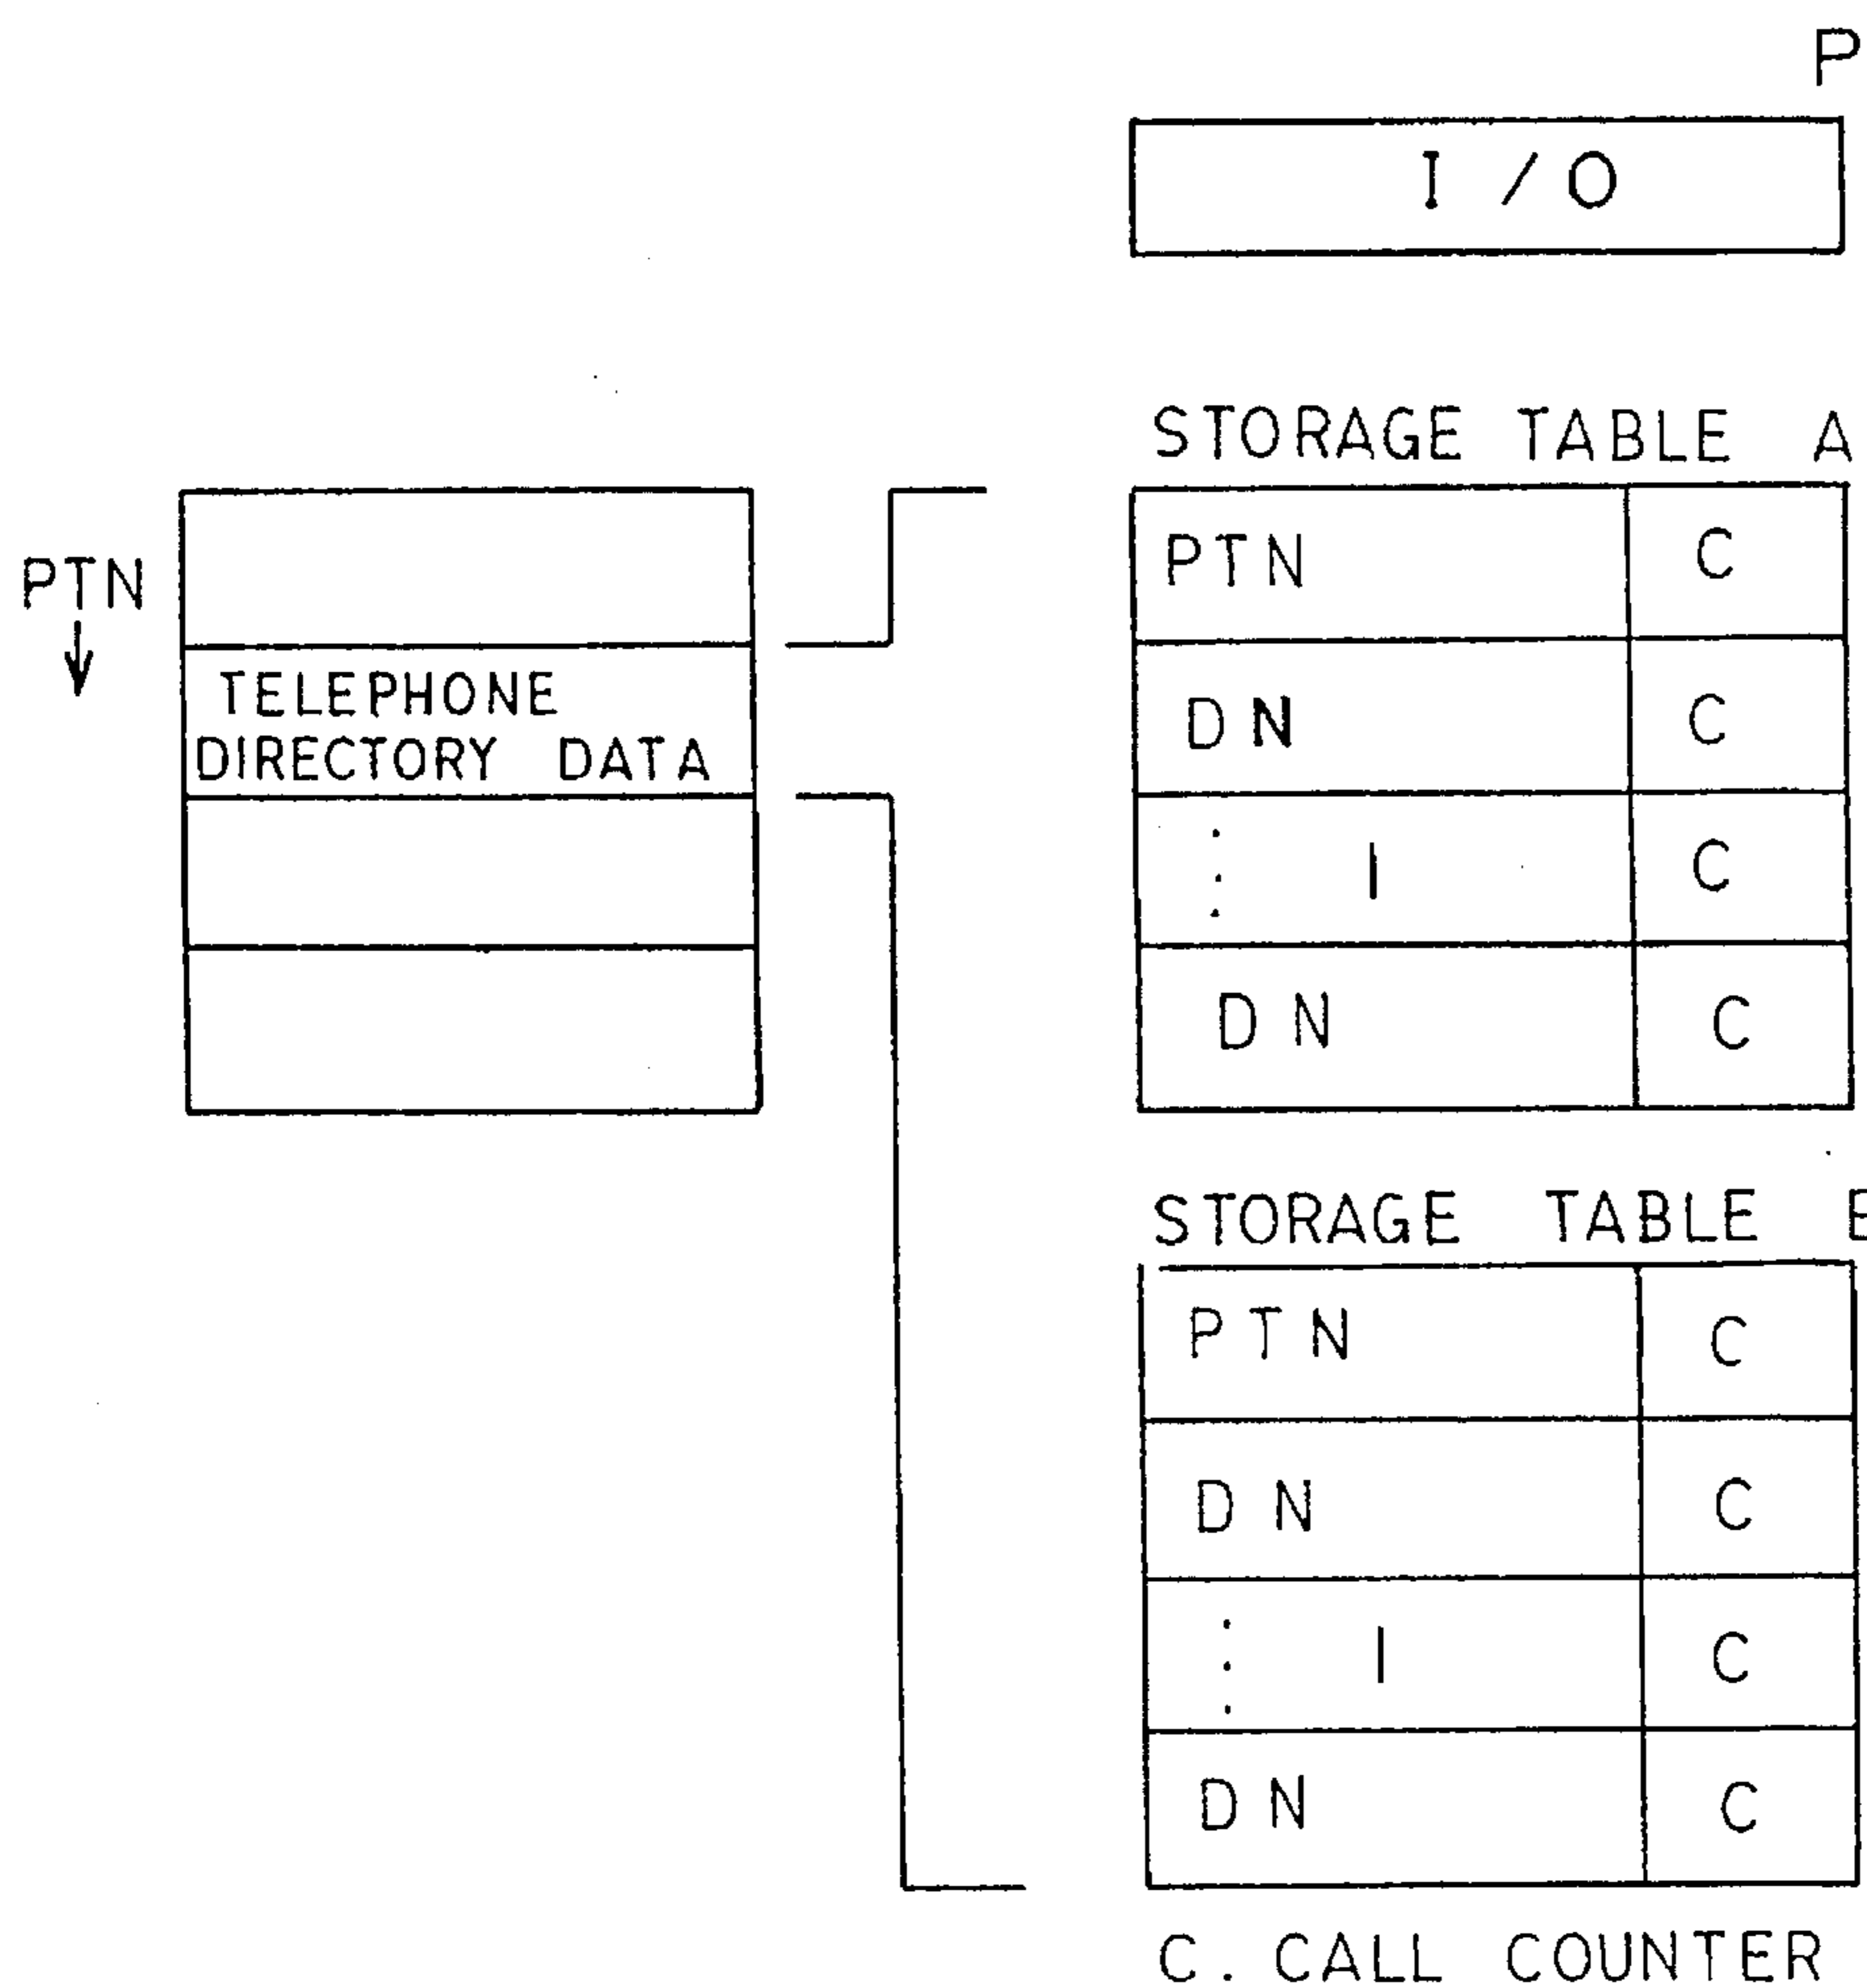 P
I / O
STORAGE TABLE A
PTN
PTN C
TELEPHONE
DIRECTORY DATA
DN C
⋮ I C
DN C
STORAGE TABLE
PTN C
DN C
⋮ I C
DN C
C. CALL COUNTER